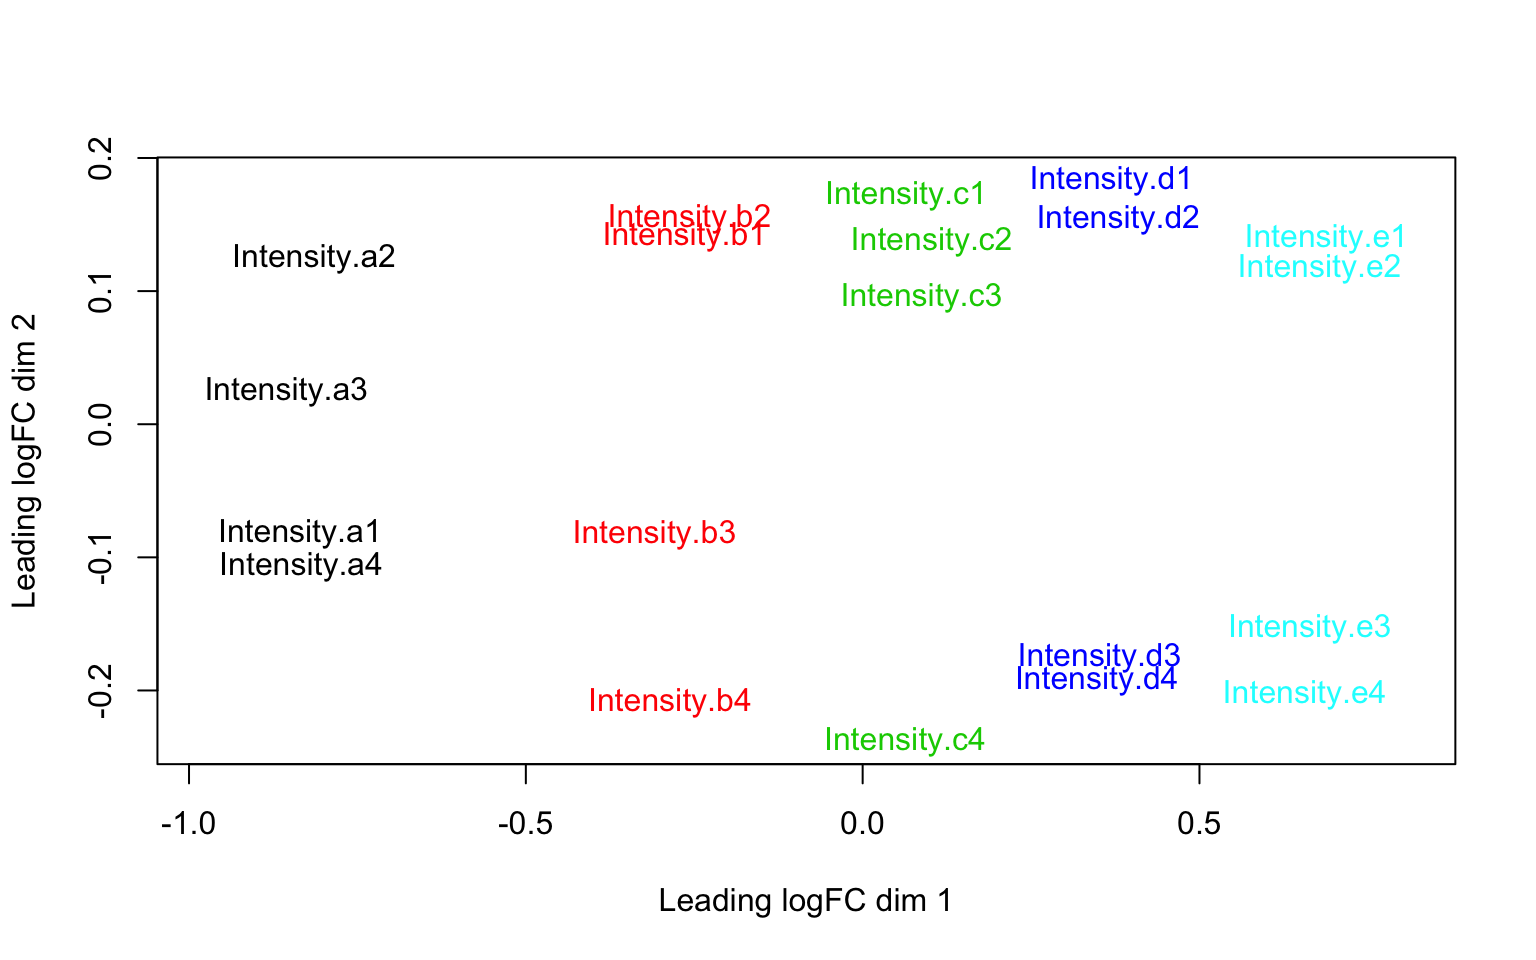 0.2
0.1
0.0
-0.1
-0.2
Leading logFC dim 2
Intensity.d1
Intensity.c1
Intensity.b2
Intensity.d2
Intensity.b1
Intensity.e1
Intensity.c2
Intensity.a2
Intensity.e2
Intensity.c3
Intensity.a3
Intensity.a1
Intensity.b3
Intensity.a4
Intensity.e3
Intensity.d3
Intensity.d4
Intensity.e4
Intensity.b4
Intensity.c4
-1.0 -0.5 0.0 0.5
Leading logFC dim 1